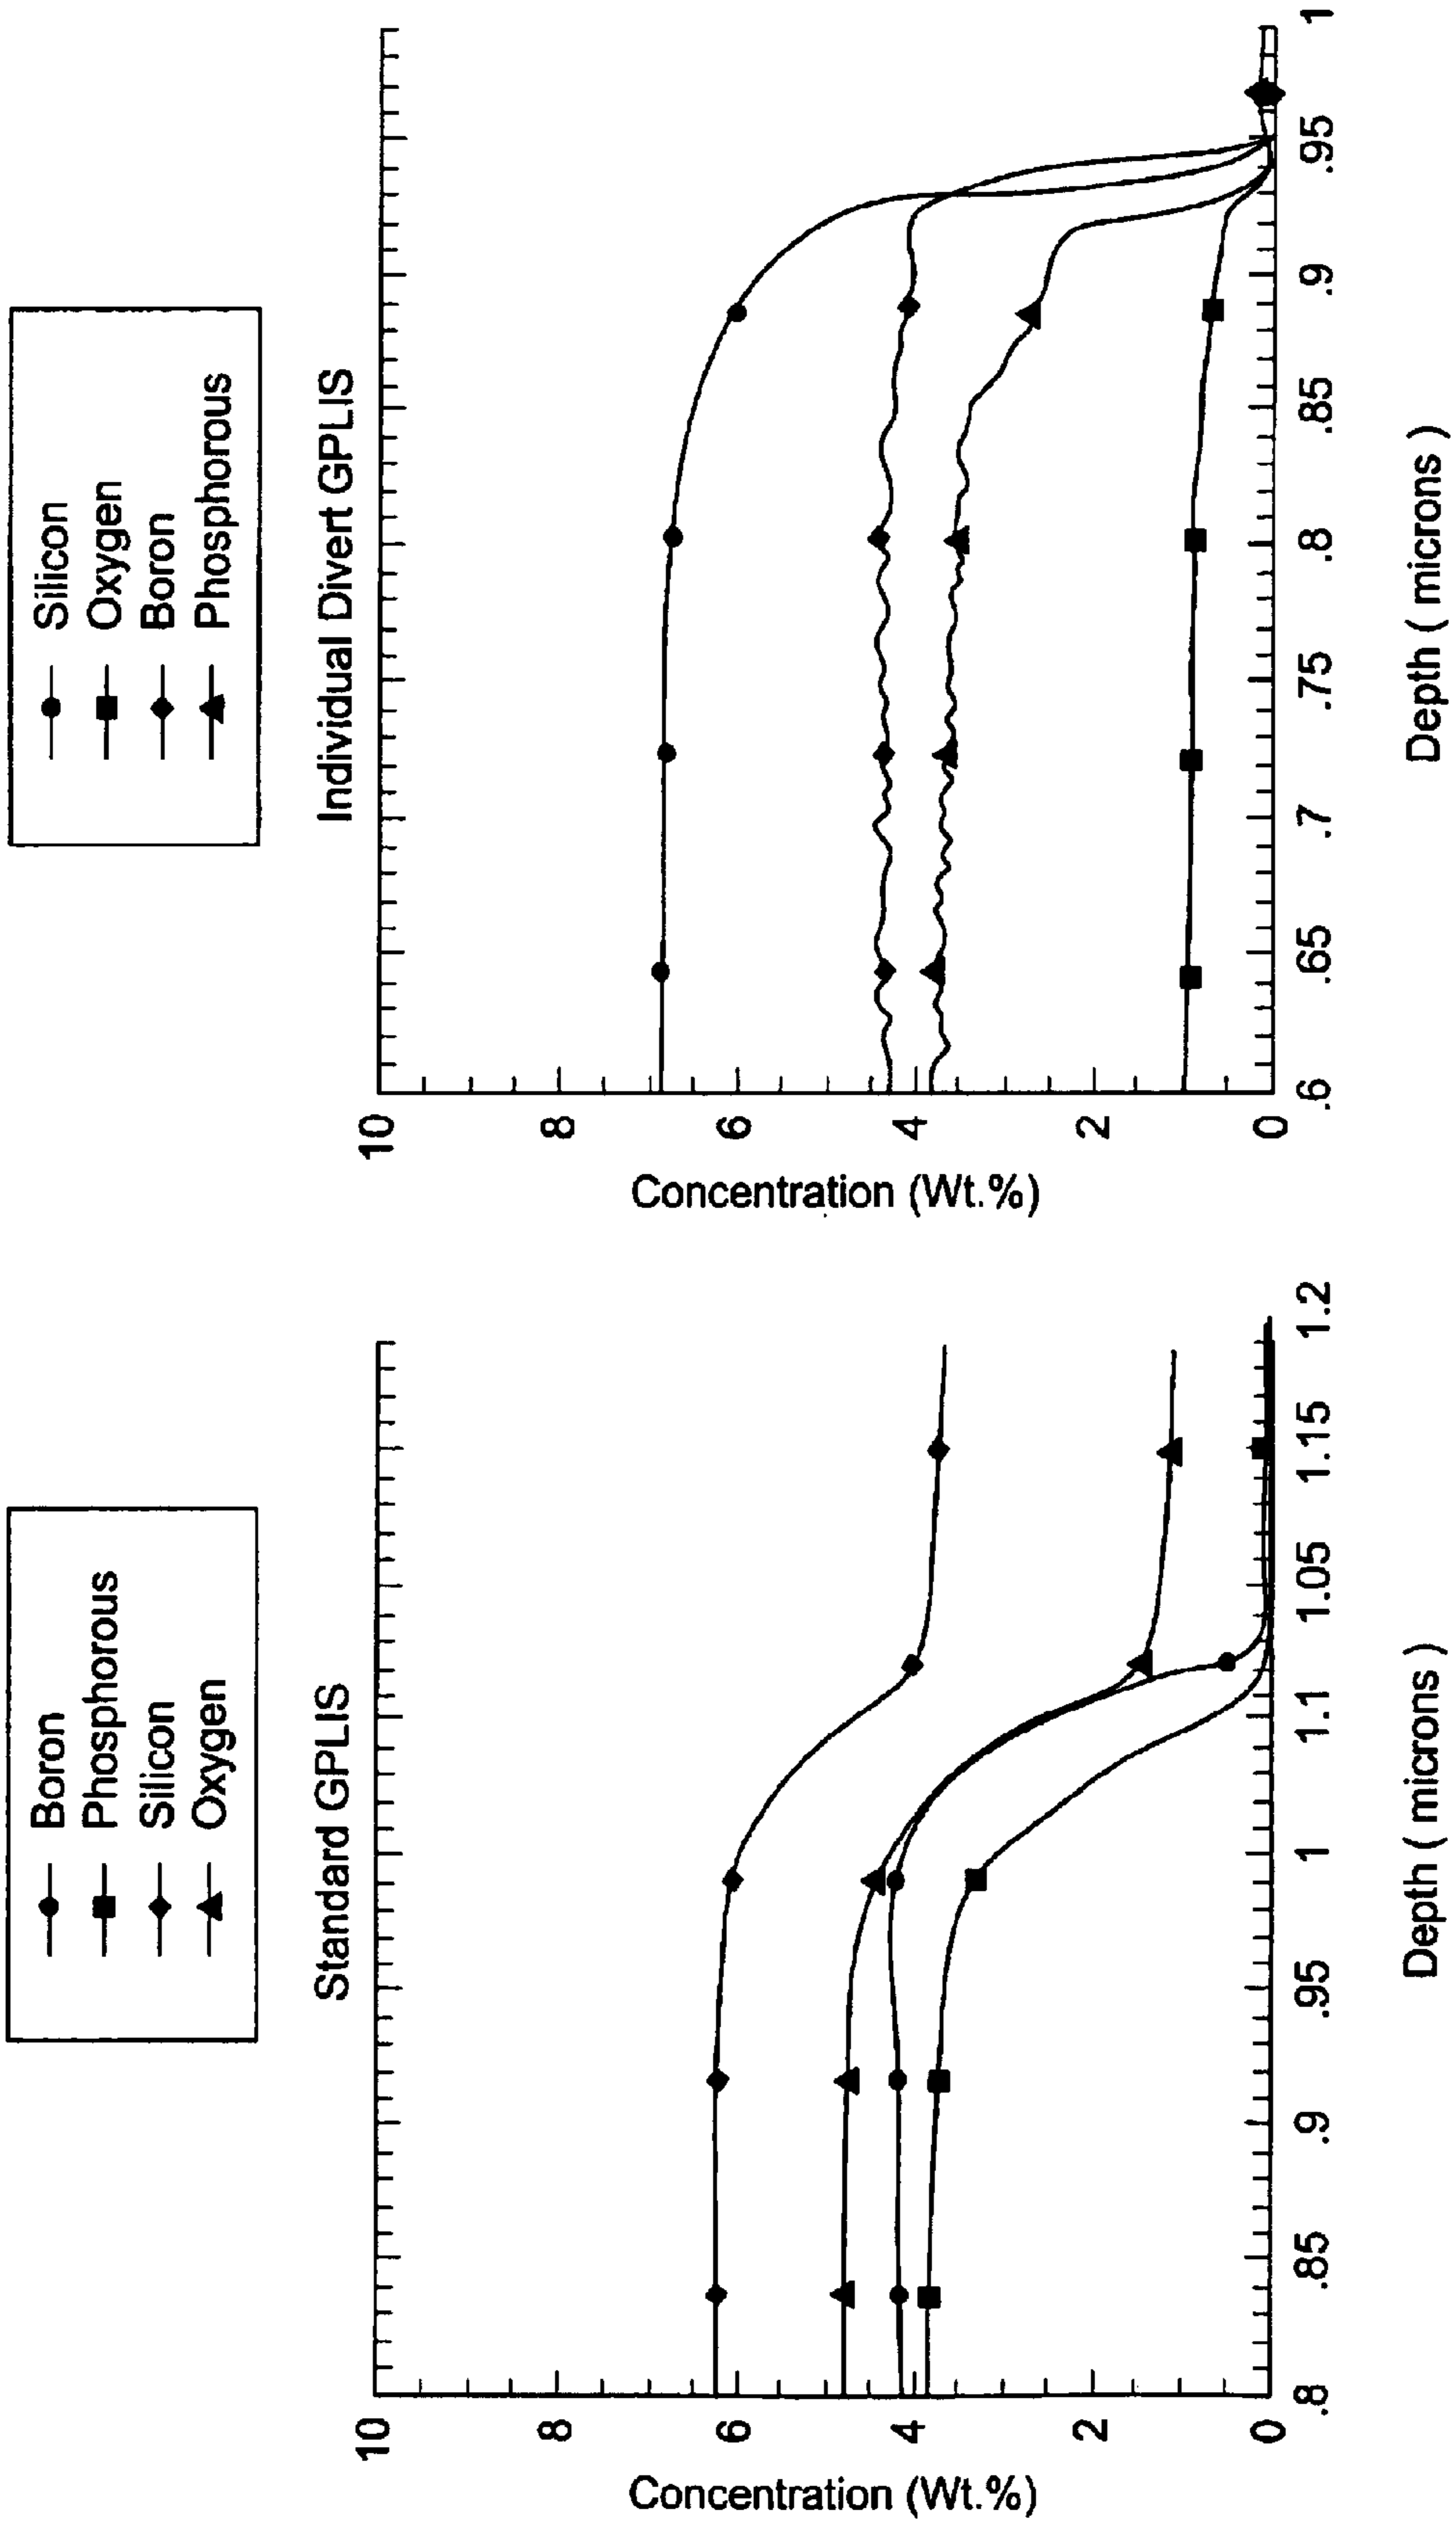 Boron
Phosphorous
Silicon
Oxygen
Standard GPLIS
10
8
6
4
2
0
Concentration (Wt.%)
.8
.85
.9
.95
1
1.1
1.05
1.15
1.2
Depth ( microns )
Silicon
Oxygen
Boron
Phosphorous
Individual Divert GPLIS
10
8
6
4
2
0
Concentration (Wt.%)
.6
.65
.7
.75
.8
.85
.9
.95
1
Depth ( microns )